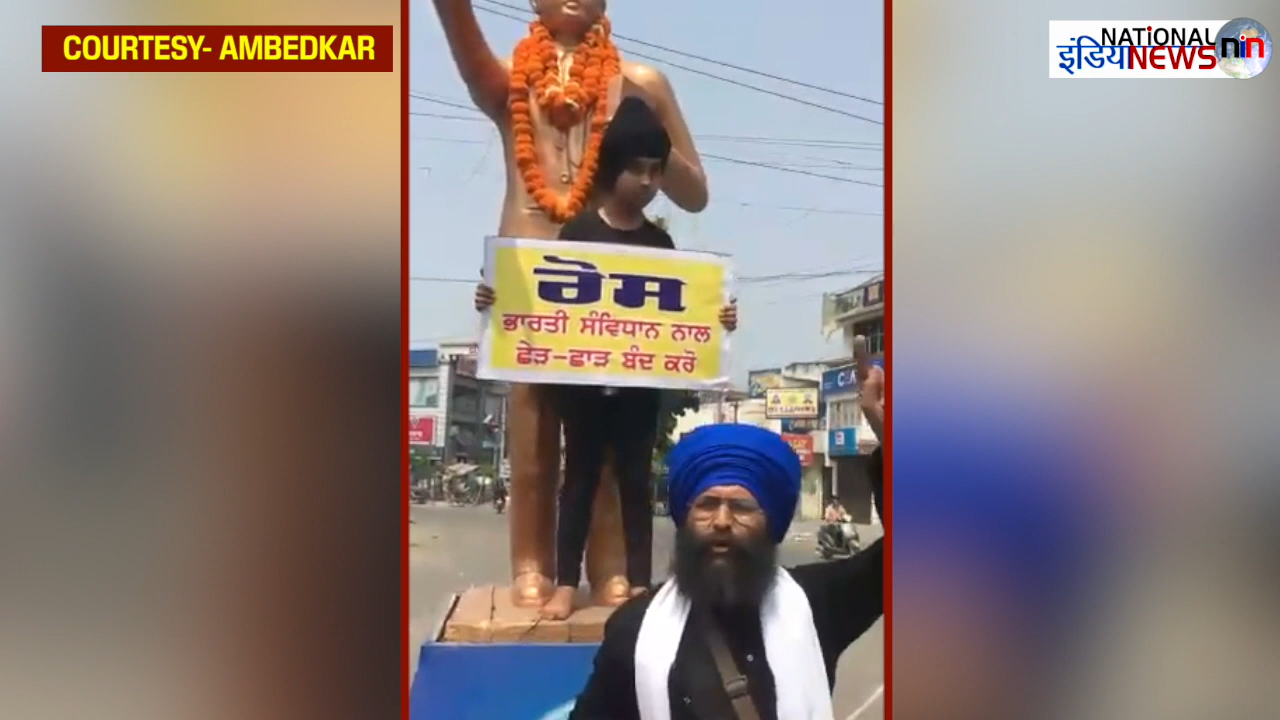 COURTESY- AMBEDKAR
NATIONAL
इंडिया NEWS nin
ਰੋਸ
ਭਾਰਤੀ ਸੰਵਿਧਾਨ ਨਾਲ
ਛੇੜ-ਛਾੜ ਬੰਦ ਕਰੋ